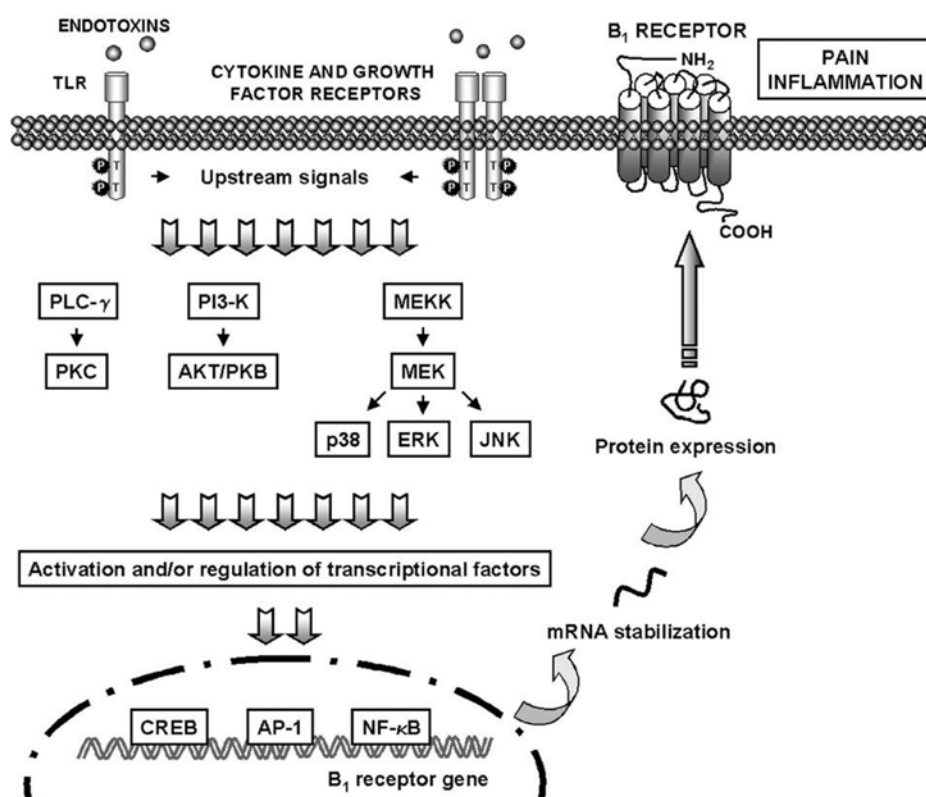 ENDOTOXINS
TLR
CYTOKINE AND GROWTH
FACTOR RECEPTORS
B₁ RECEPTOR
NH₂
PAIN
INFLAMMATION
P T
P T
Upstream signals
T P
T P
COOH
PLC-γ
PI3-K
MEKK
PKC
AKT/PKB
MEK
p38
ERK
JNK
Protein expression
Activation and/or regulation of transcriptional factors
mRNA stabilization
CREB
AP-1
NF-κB
B₁ receptor gene